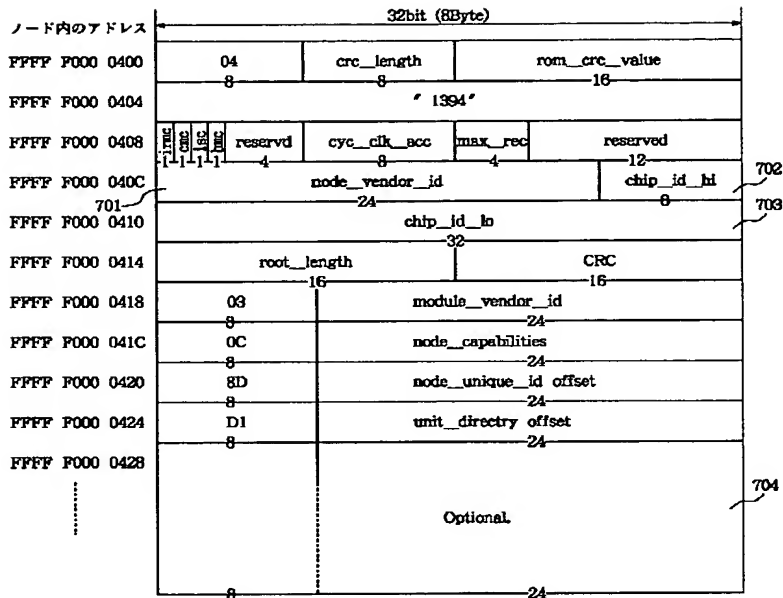 32bit (8Byte)
ノード内のアドレス
FFFF F000 0400 04 crc_length rom_crc_value
8 8 16
FFFF F000 0404 " 1394"
FFFF F000 0408 irmc cmc isc bmc reservd cyc_clk_acc max_rec reserved
1 1 1 1 4 8 4 12
FFFF F000 040C node_vendor_id chip_id_hi 702
701 24 8 703
FFFF F000 0410 chip_id_lo
32
FFFF F000 0414 root_length CRC
16 16
FFFF F000 0418 03 module_vendor_id
8 24
FFFF F000 041C 0C node_capabilities
8 24
FFFF F000 0420 8D node_unique_id offset
8 24
FFFF F000 0424 D1 unit_directry offset
8 24
FFFF F000 0428
704
Optional.
8 24